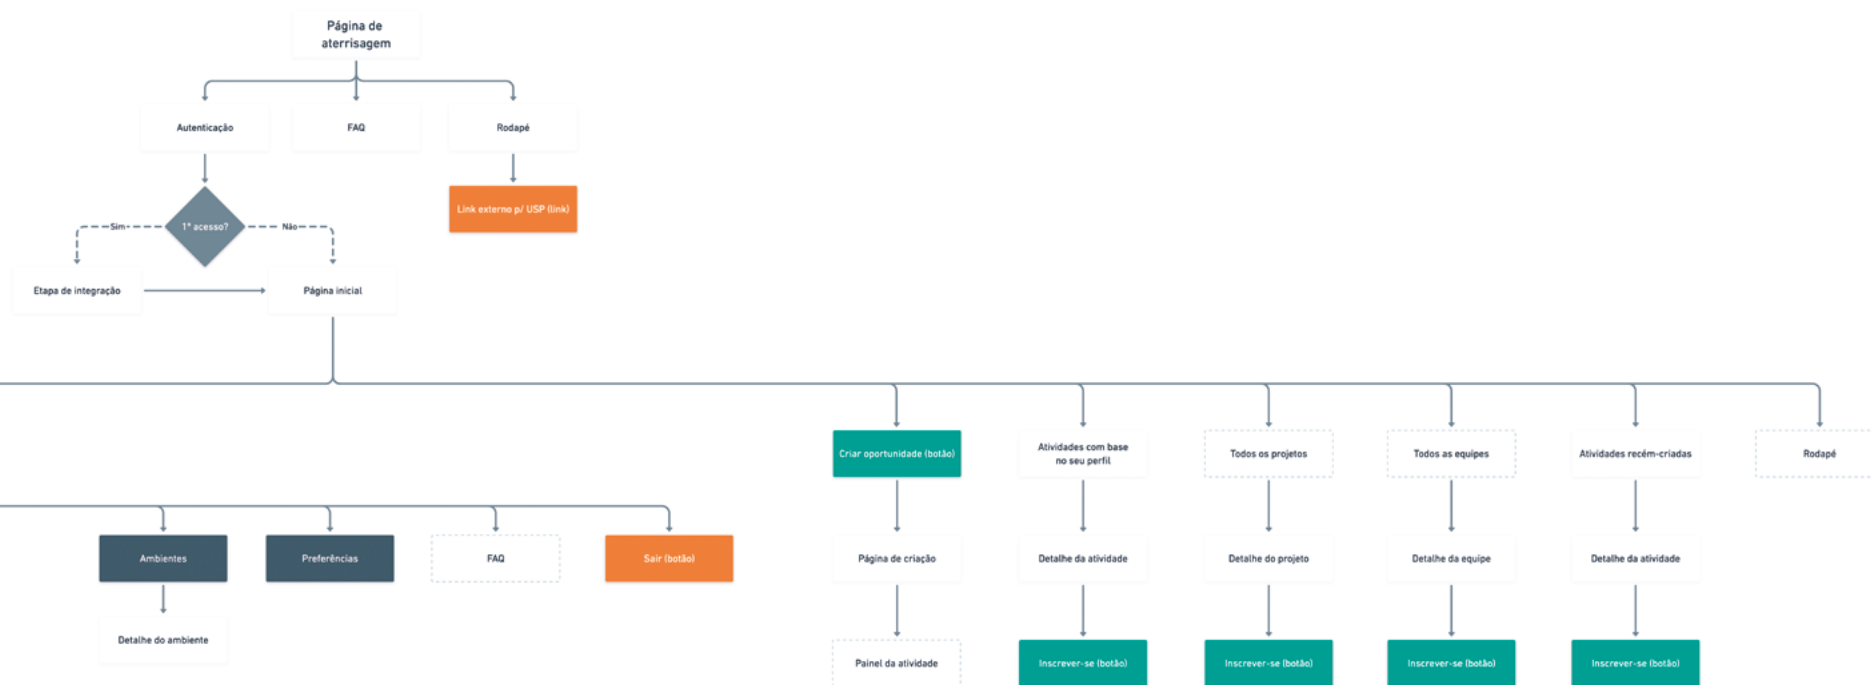 Página de
aterrisagem
Autenticação
FAQ
Rodapé
Link externo p/ USP (link)
1° acesso?
Sim
Não
Etapa de integração
Página inicial
Criar oportunidade (botão)
Atividades com base
no seu perfil
Todos os projetos
Todos as equipes
Atividades recém-criadas
Rodapé
Ambientes
Preferências
FAQ
Sair (botão)
Página de criação
Detalhe da atividade
Detalhe do projeto
Detalhe da equipe
Detalhe da atividade
Detalhe do ambiente
Painel da atividade
Inscrever-se (botão)
Inscrever-se (botão)
Inscrever-se (botão)
Inscrever-se (botão)